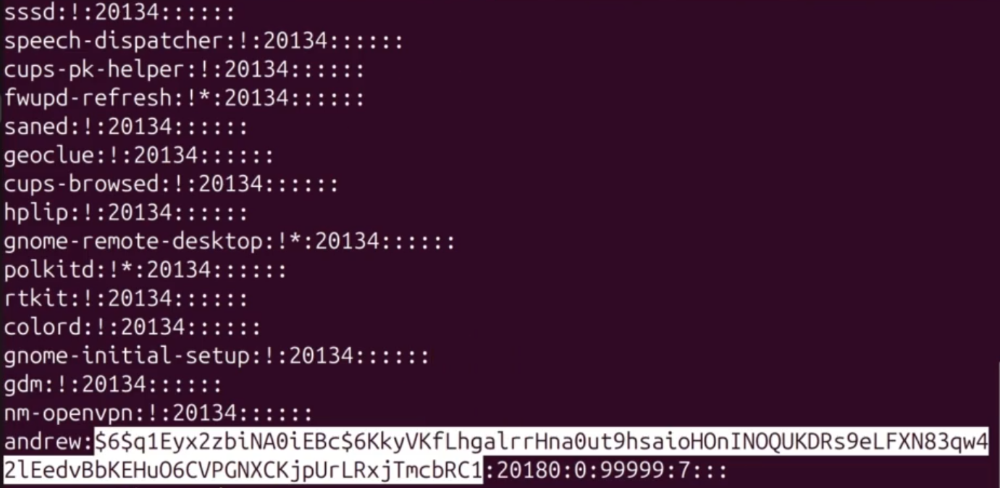 sssd:!:20134::::::
speech-dispatcher:!:20134::::::
cups-pk-helper:!:20134::::::
fwupd-refresh:!*:20134::::::
saned:!:20134::::::
geoclue:!:20134::::::
cups-browsed:!:20134::::::
hplip:!:20134::::::
gnome-remote-desktop:!*:20134::::::
polkitd:!*:20134::::::
rtkit:!:20134::::::
colord:!:20134::::::
gnome-initial-setup:!:20134::::::
gdm:!:20134::::::
nm-openvpn:!:20134::::::
andrew:$6$q1Eyx2zbiNA0iEBc$6KkyVKfLhgalrrHna0ut9hsaioHOnINOQUKDRs9eLFXN83qw4
2lEedvBbKEHuO6CVPGNXCKjpUrLRxjTmcbRC1:20180:0:99999:7:::